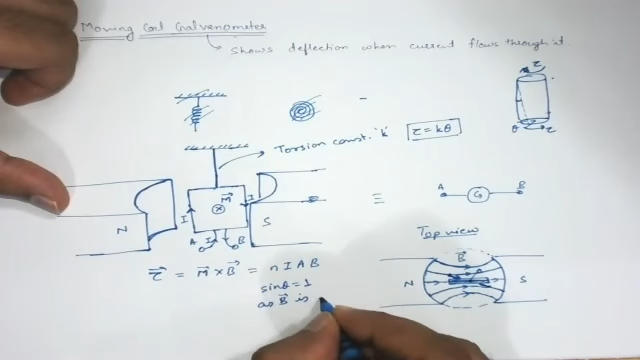 Moving Coil Galvanometer
Shows deflection when current flows through it
τ
θ τ
Torsion const. 'k' τ = kθ
M
I I
N S
A I B
≡
A G B
Top view
B
N S
τ = M × B = n I A B
sinθ = 1
as B is